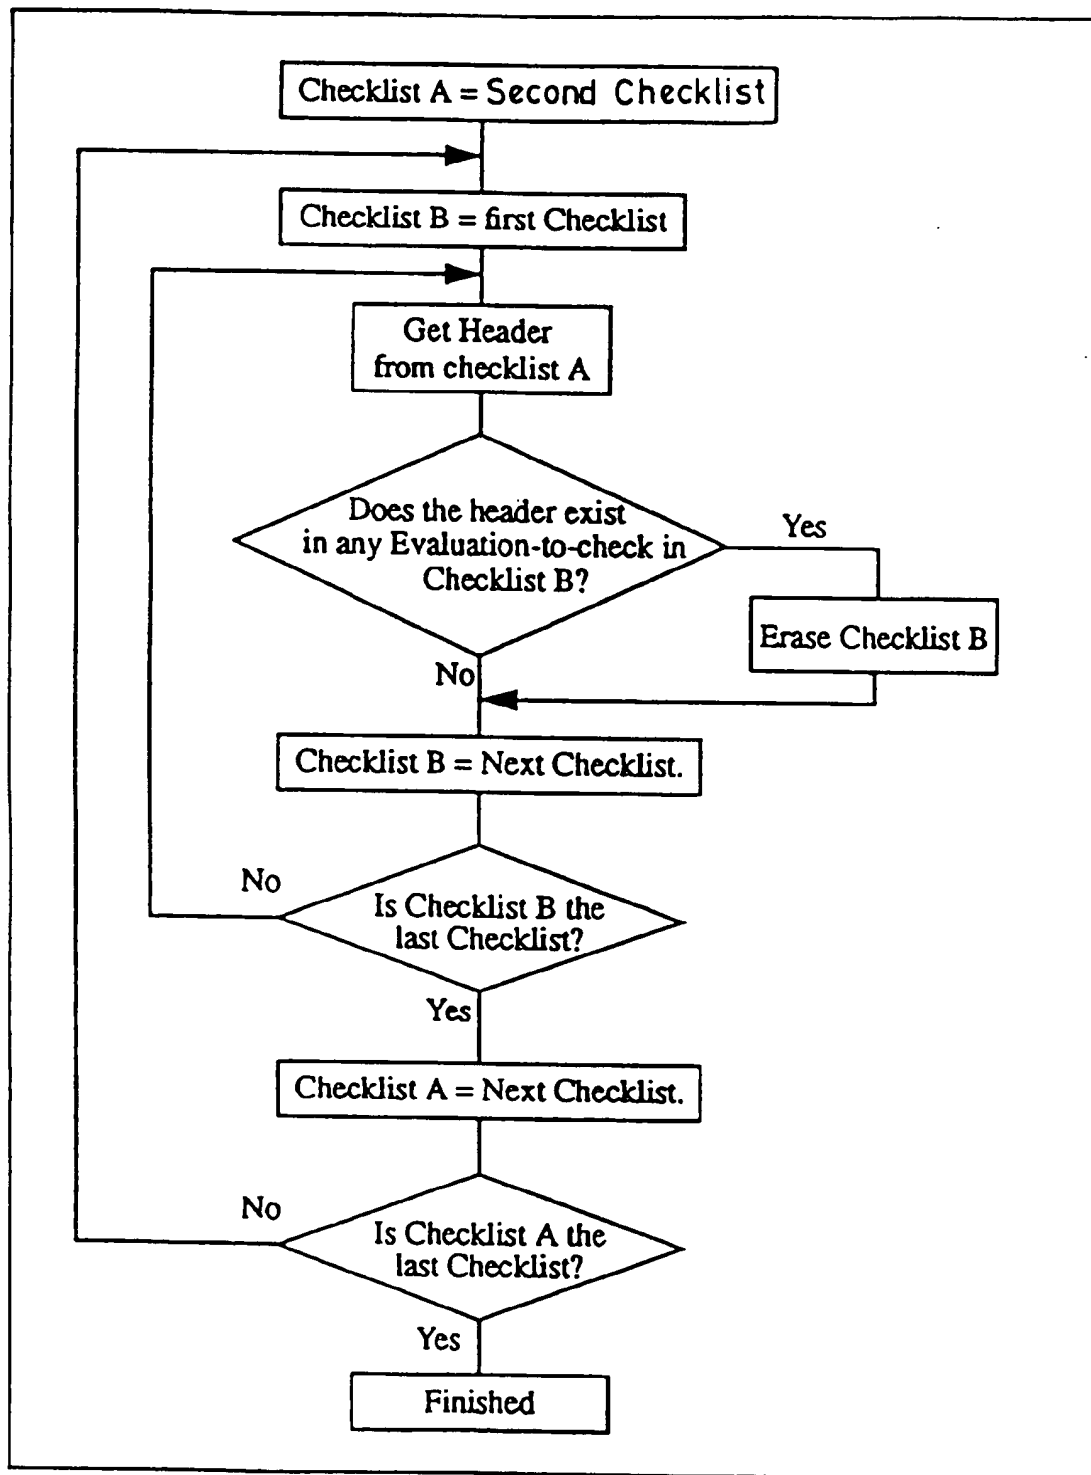 Checklist A = Second Checklist
Checklist B = first Checklist
Get Header
from checklist A
Does the header exist
in any Evaluation-to-check in
Checklist B?
Yes
Erase Checklist B
No
Checklist B = Next Checklist.
No
Is Checklist B the
last Checklist?
Yes
Checklist A = Next Checklist.
No
Is Checklist A the
last Checklist?
Yes
Finished